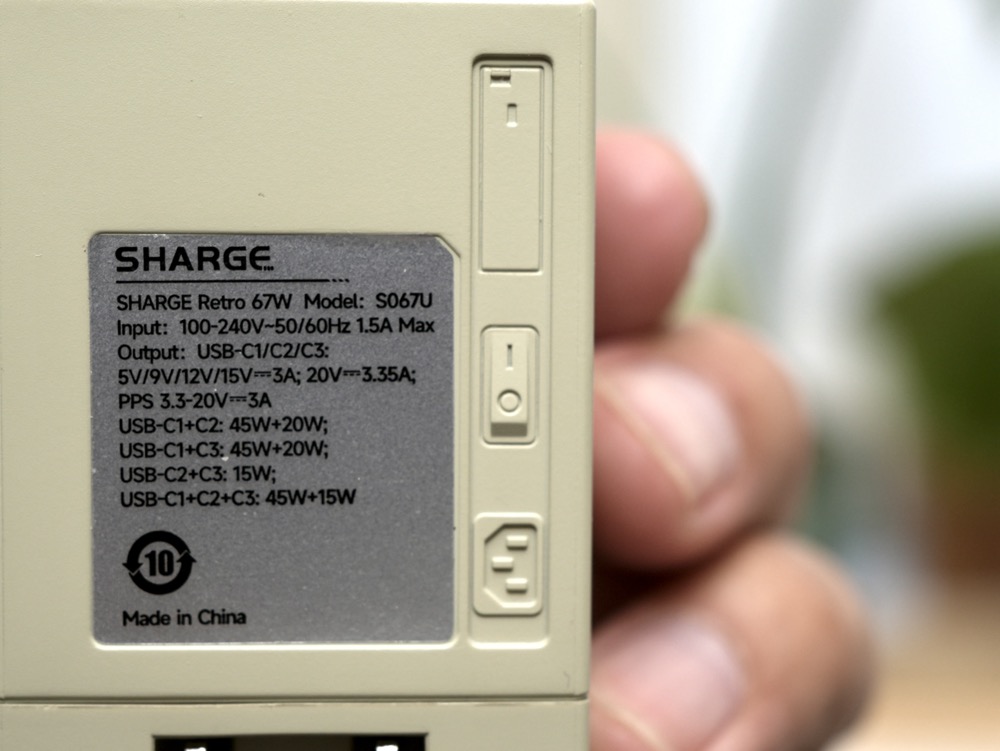 SHARGE
SHARGE Retro 67W Model: S067U
Input: 100-240V~50/60Hz 1.5A Max
Output: USB-C1/C2/C3:
5V/9V/12V/15V⎓3A; 20V⎓3.35A;
PPS 3.3-20V⎓3A
USB-C1+C2: 45W+20W;
USB-C1+C3: 45W+20W;
USB-C2+C3: 15W;
USB-C1+C2+C3: 45W+15W
10
Made in China